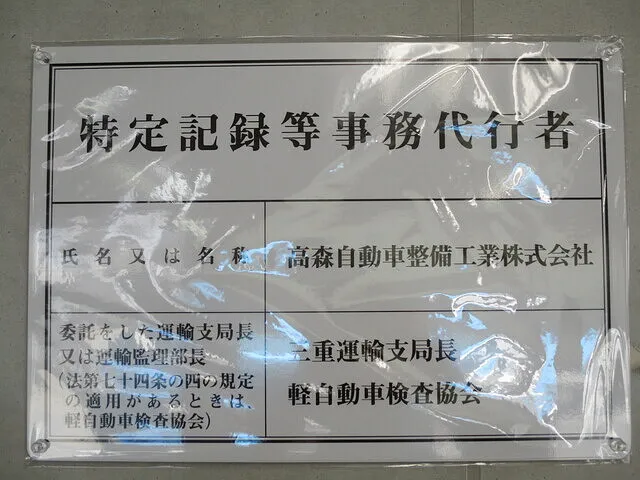 特定記録等事務代行者
氏名又は名称
高森自動車整備工業株式会社
委託をした運輸支局長
又は運輸監理部長
(法第七十四条の四の規定
の適用があるときは、
軽自動車検査協会)
三重運輸支局長
軽自動車検査協会